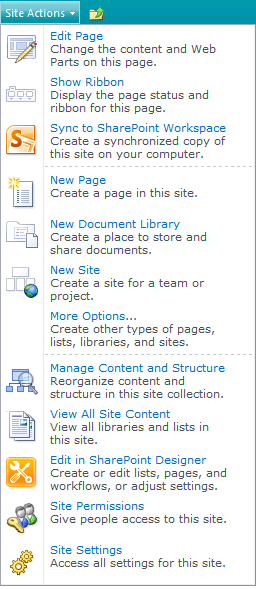 Site Actions
Edit Page
Change the content and Web
Parts on this page.
Show Ribbon
Display the page status and
ribbon for this page.
Sync to SharePoint Workspace
Create a synchronized copy of
this site on your computer.
New Page
Create a page in this site.
New Document Library
Create a place to store and
share documents.
New Site
Create a site for a team or
project.
More Options...
Create other types of pages,
lists, libraries, and sites.
Manage Content and Structure
Reorganize content and
structure in this site collection.
View All Site Content
View all libraries and lists in
this site.
Edit in SharePoint Designer
Create or edit lists, pages, and
workflows, or adjust settings.
Site Permissions
Give people access to this site.
Site Settings
Access all settings for this site.